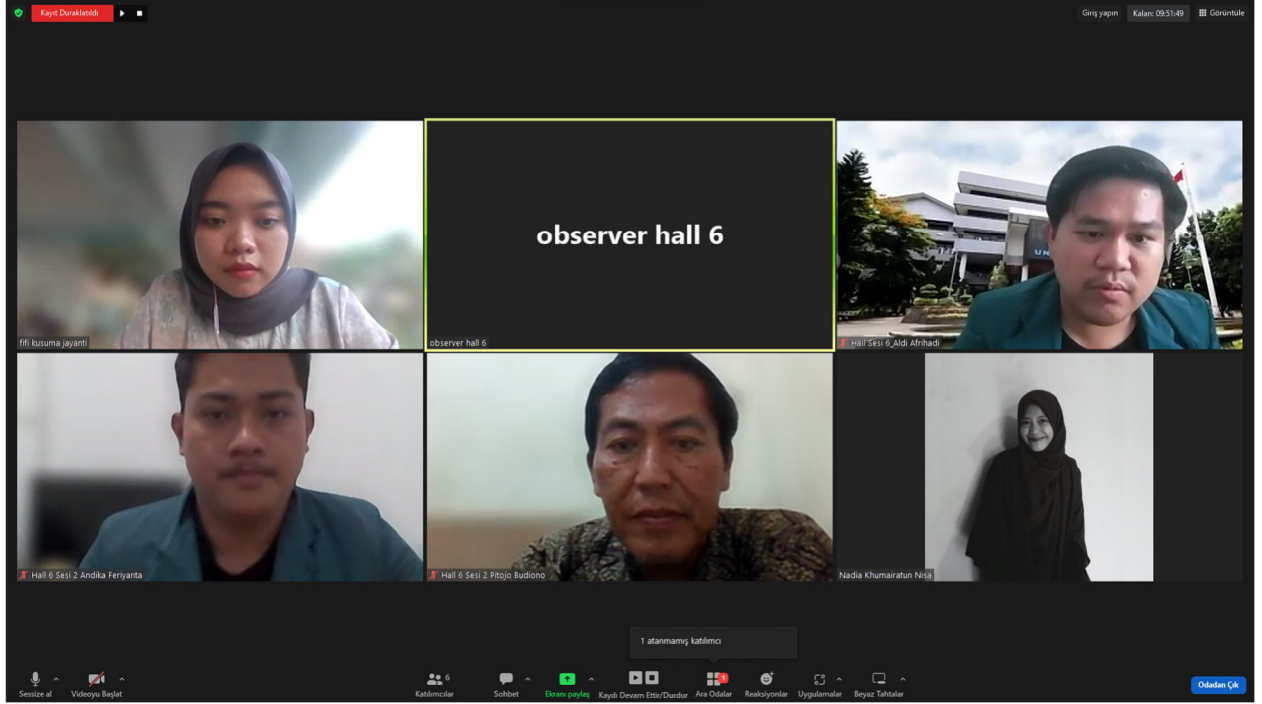 Kayıt Duraklatıldı
Giriş yapın
Kalan: 09:51:49
Görüntüle
observer hall 6
UN
fifi kusuma jayanti
observer hall 6
Hall Sesi 6_Aldi Afrihadi
Hall 6 Sesi 2 Andika Feriyanta
Hall 6 Sesi 2 Pitojo Budiono
Nadia Khumairatun Nisa
1 atanmamış katılımcı
6
1
Sessize al
Videoyu Başlat
Katılımcılar
Sohbet
Ekranı paylaş
Kaydı Devam Ettir/Durdur
Ara Odalar
Reaksiyonlar
Uygulamalar
Beyaz Tahtalar
Odadan Çık